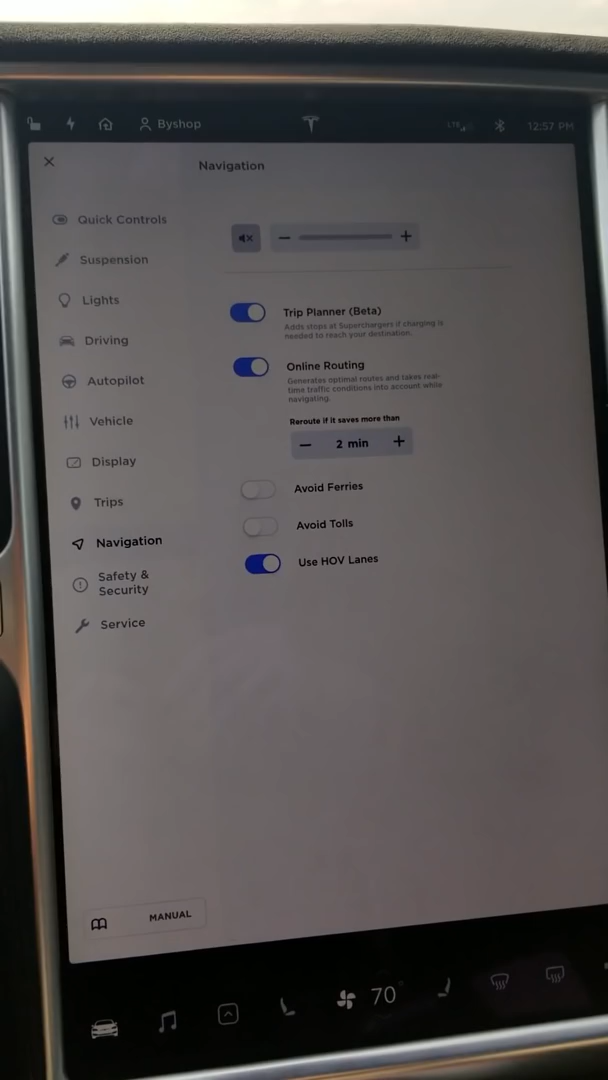 Byshop
LTE
12:57 PM
Navigation
Quick Controls
Suspension
Lights
Driving
Autopilot
Vehicle
Display
Trips
Navigation
Safety &
Security
Service
Trip Planner (Beta)
Adds stops at Superchargers if charging is
needed to reach your destination.
Online Routing
Generates optimal routes and takes real-
time traffic conditions into account while
navigating.
Reroute if it saves more than
− 2 min +
Avoid Ferries
Avoid Tolls
Use HOV Lanes
MANUAL
70°